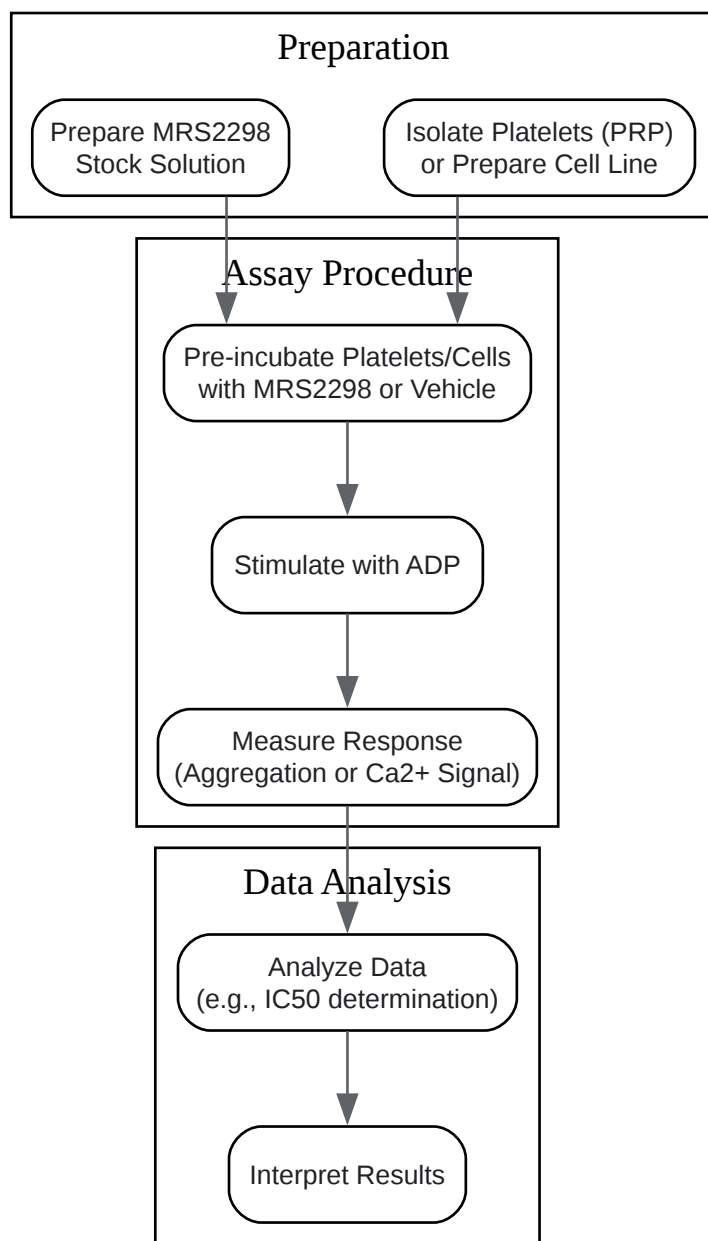 Preparation
Prepare MRS2298
Stock Solution
Isolate Platelets (PRP)
or Prepare Cell Line
Assay Procedure
Pre-incubate Platelets/Cells
with MRS2298 or Vehicle
Stimulate with ADP
Measure Response
(Aggregation or Ca2+ Signal)
Data Analysis
Analyze Data
(e.g., IC50 determination)
Interpret Results